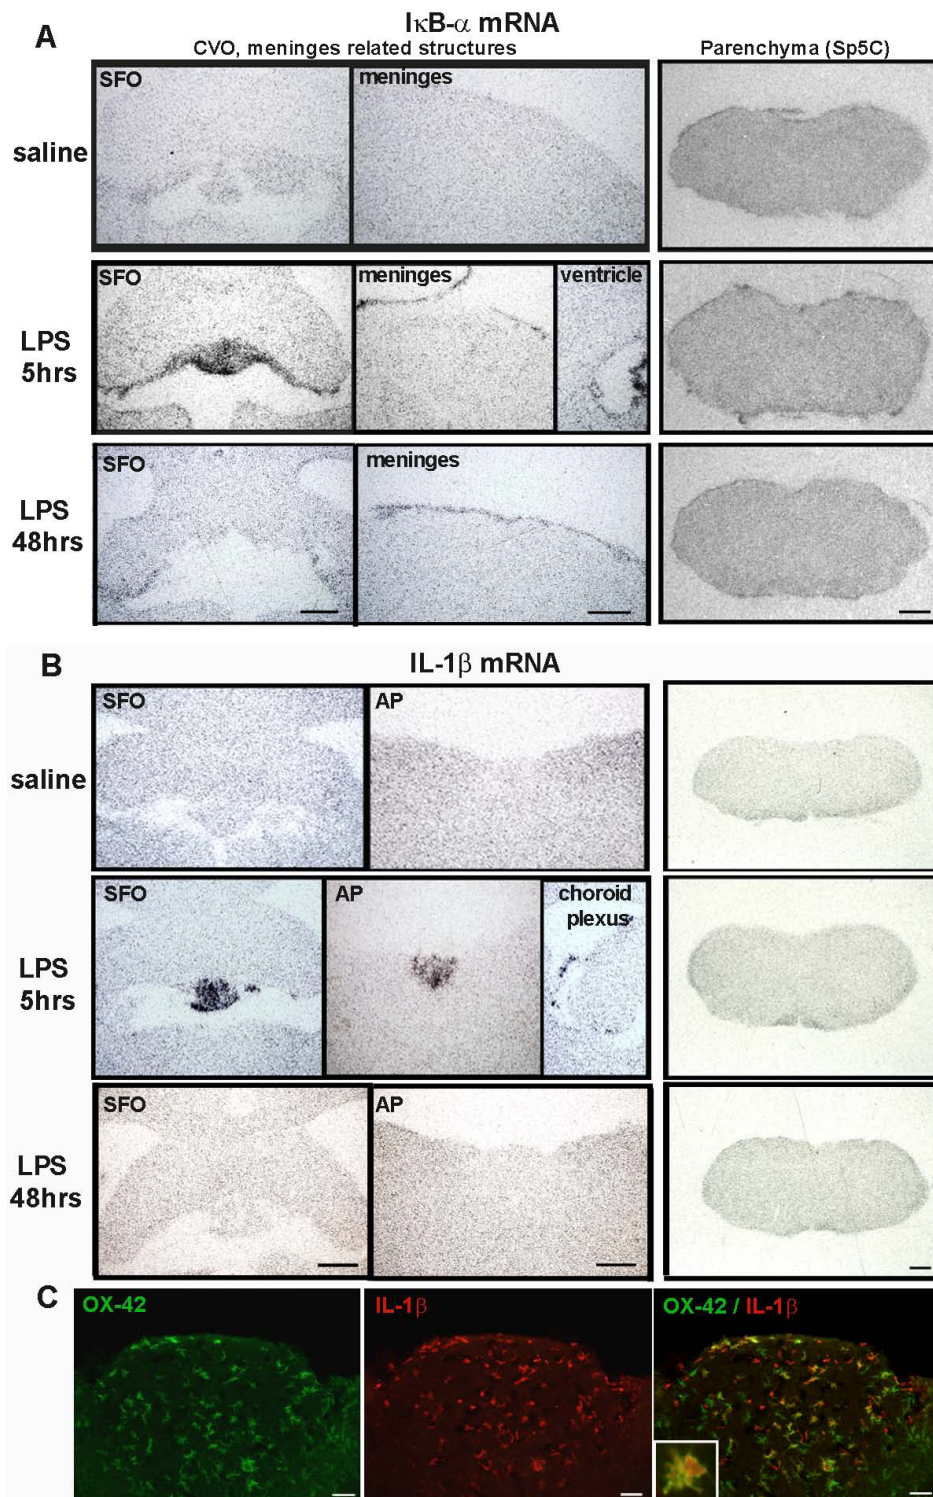 A
IκB-α mRNA
CVO, meninges related structures
Parenchyma (Sp5C)
saline
SFO
meninges
LPS
5hrs
SFO
meninges
ventricle
LPS
48hrs
SFO
meninges
B
IL-1β mRNA
saline
SFO
AP
LPS
5hrs
SFO
AP
choroid
plexus
LPS
48hrs
SFO
AP
C
OX-42
IL-1β
OX-42 / IL-1β